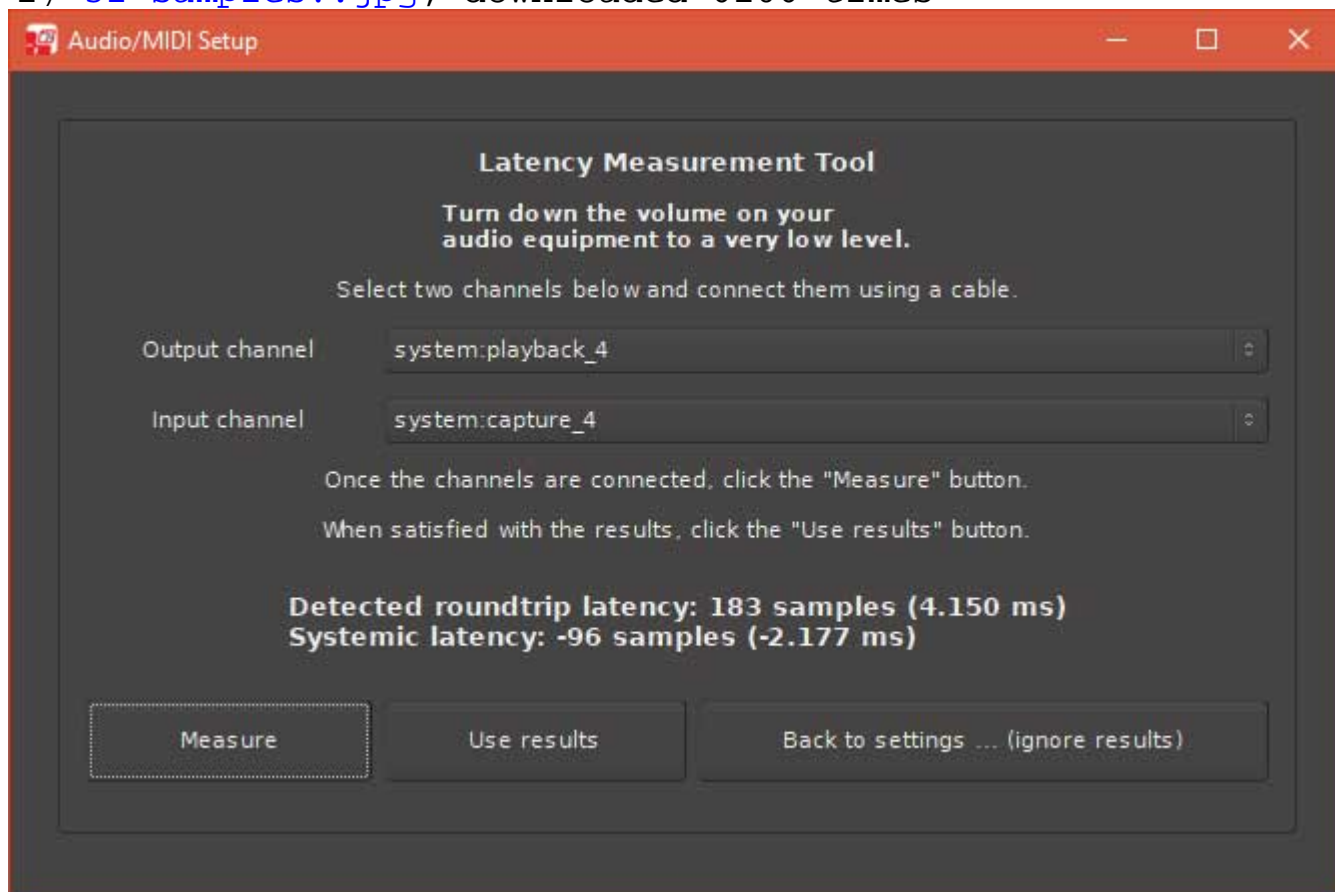 Audio/MIDI Setup
Latency Measurement Tool
Turn down the volume on your
audio equipment to a very low level.
Select two channels below and connect them using a cable.
Output channel system:playback_4
Input channel system:capture_4
Once the channels are connected, click the "Measure" button.
When satisfied with the results, click the "Use results" button.
Detected roundtrip latency: 183 samples (4.150 ms)
Systemic latency: -96 samples (-2.177 ms)
Measure Use results Back to settings ... (ignore results)